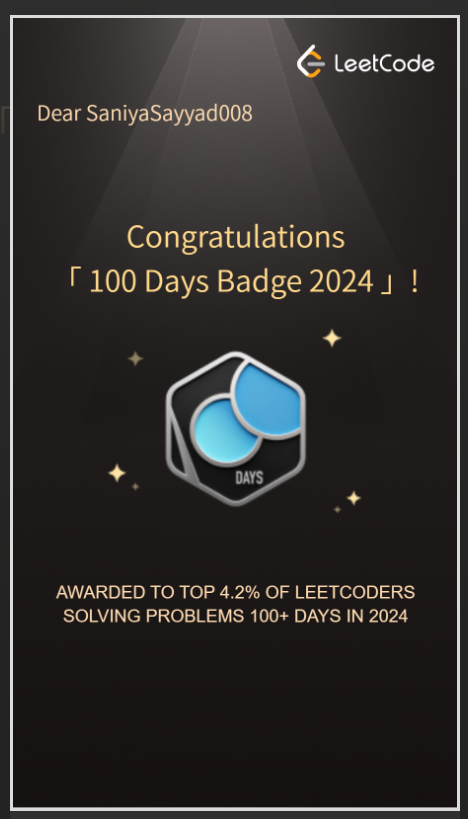 LeetCode
Dear SaniyaSayyad008
Congratulations
「 100 Days Badge 2024 」!
DAYS
AWARDED TO TOP 4.2% OF LEETCODERS
SOLVING PROBLEMS 100+ DAYS IN 2024